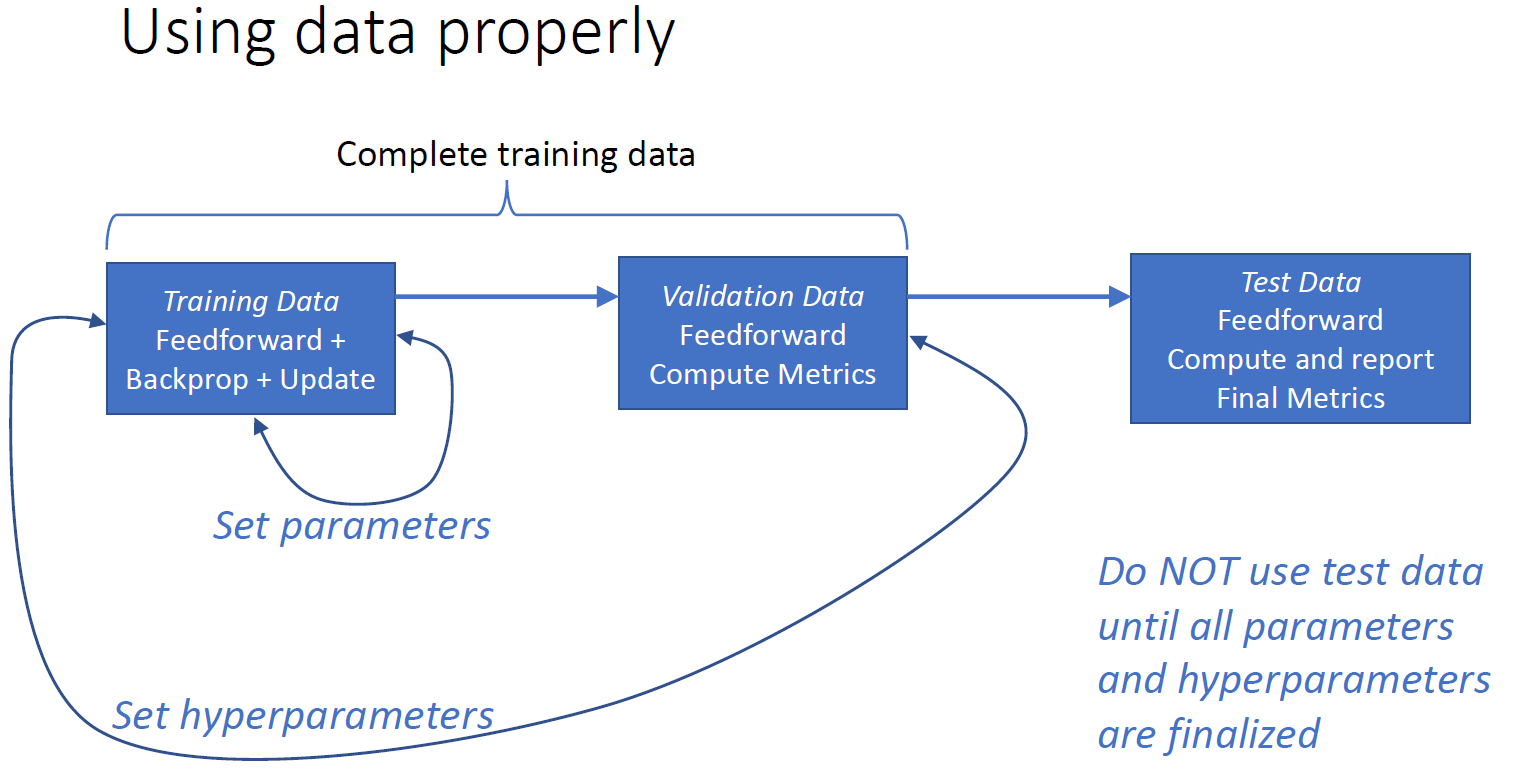 Using data properly
Complete training data
Training Data
Feedforward +
Backprop + Update
Validation Data
Feedforward
Compute Metrics
Test Data
Feedforward
Compute and report
Final Metrics
Set parameters
Set hyperparameters
Do NOT use test data
until all parameters
and hyperparameters
are finalized